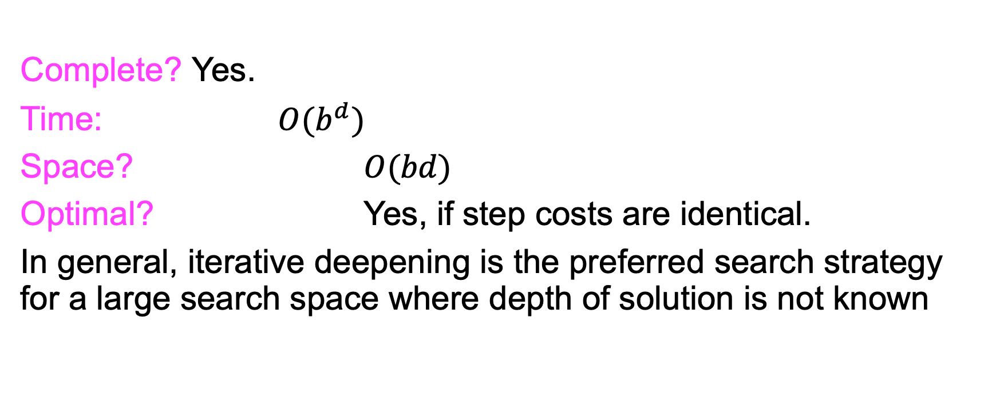 Complete? Yes.
Time: O(b^d)
Space? O(bd)
Optimal? Yes, if step costs are identical.
In general, iterative deepening is the preferred search strategy
for a large search space where depth of solution is not known